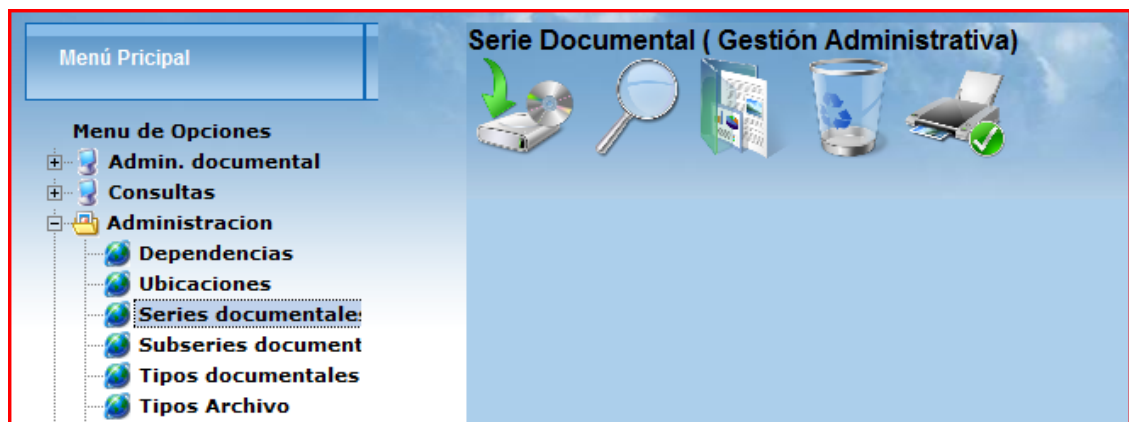 Menú Pricipal
Serie Documental ( Gestión Administrativa)
Menu de Opciones
Admin. documental
Consultas
Administracion
Dependencias
Ubicaciones
Series documentales
Subseries document
Tipos documentales
Tipos Archivo